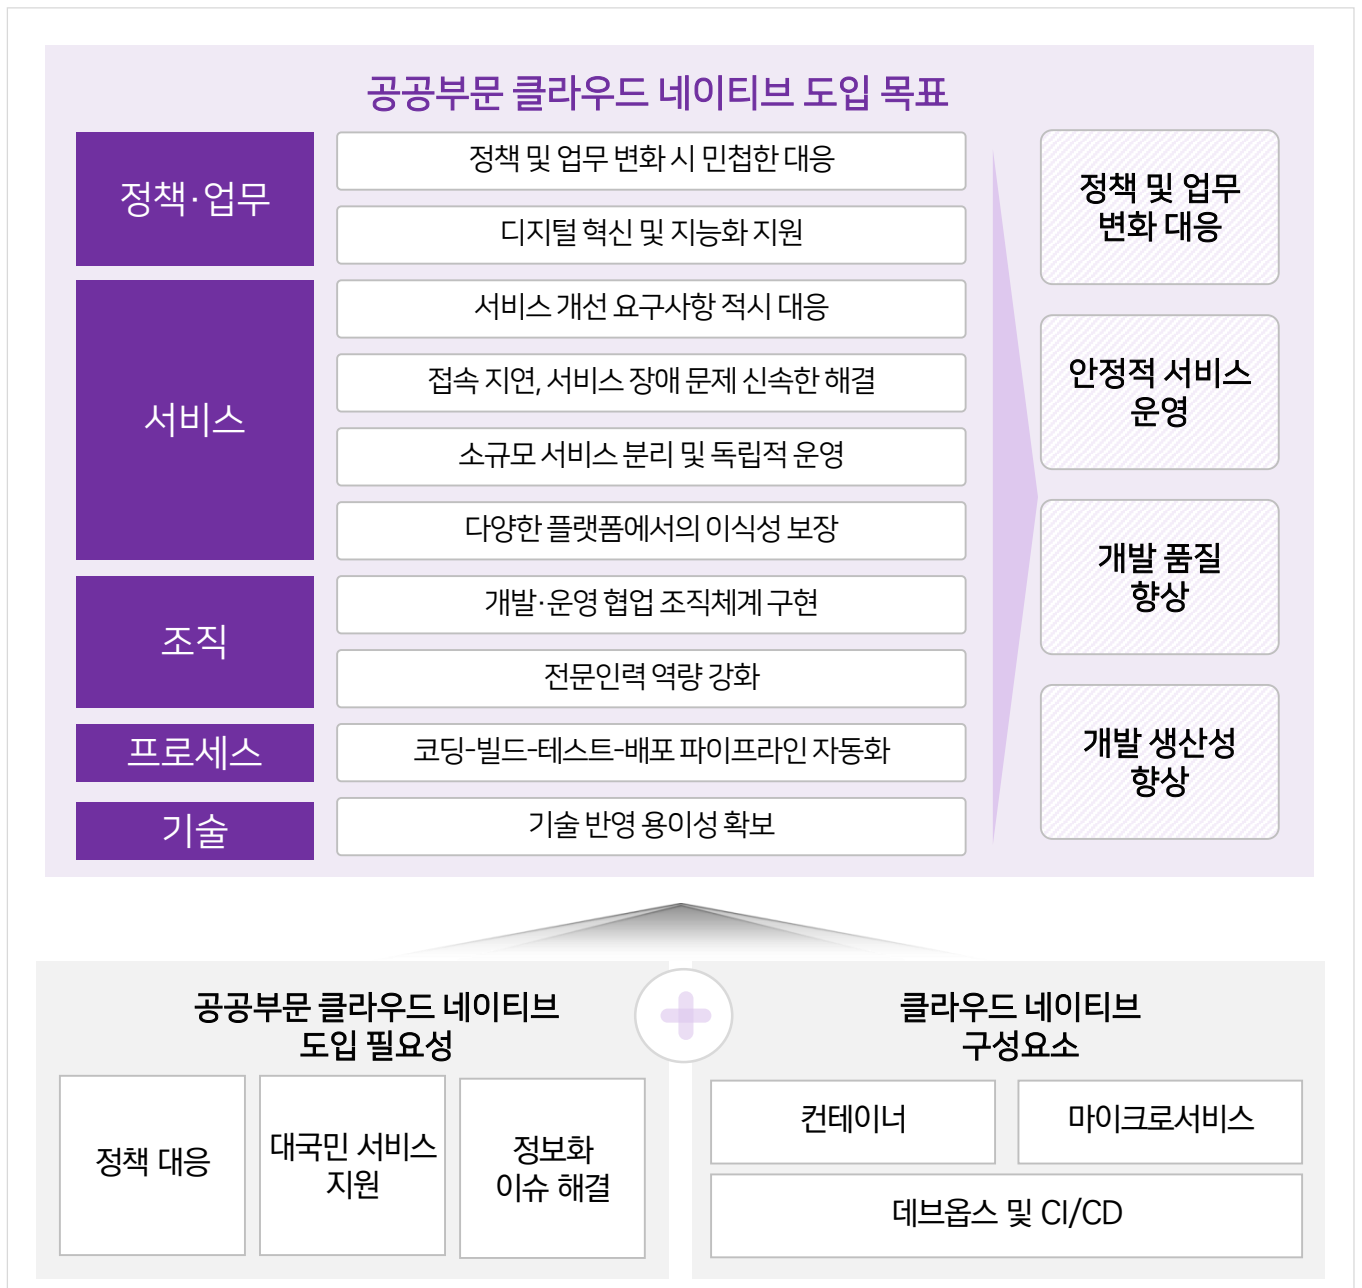 공공부문 클라우드 네이티브 도입 목표
정책·업무
정책 및 업무 변화 시 민첩한 대응
디지털 혁신 및 지능화 지원
서비스
서비스 개선 요구사항 적시 대응
접속 지연, 서비스 장애 문제 신속한 해결
소규모 서비스 분리 및 독립적 운영
다양한 플랫폼에서의 이식성 보장
조직
개발·운영 협업 조직체계 구현
전문인력 역량 강화
프로세스
코딩-빌드-테스트-배포 파이프라인 자동화
기술
기술 반영 용이성 확보
정책 및 업무
변화 대응
안정적 서비스
운영
개발 품질
향상
개발 생산성
향상
공공부문 클라우드 네이티브
도입 필요성
정책 대응
대국민 서비스
지원
정보화
이슈 해결
클라우드 네이티브
구성요소
컨테이너
마이크로서비스
데브옵스 및 CI/CD